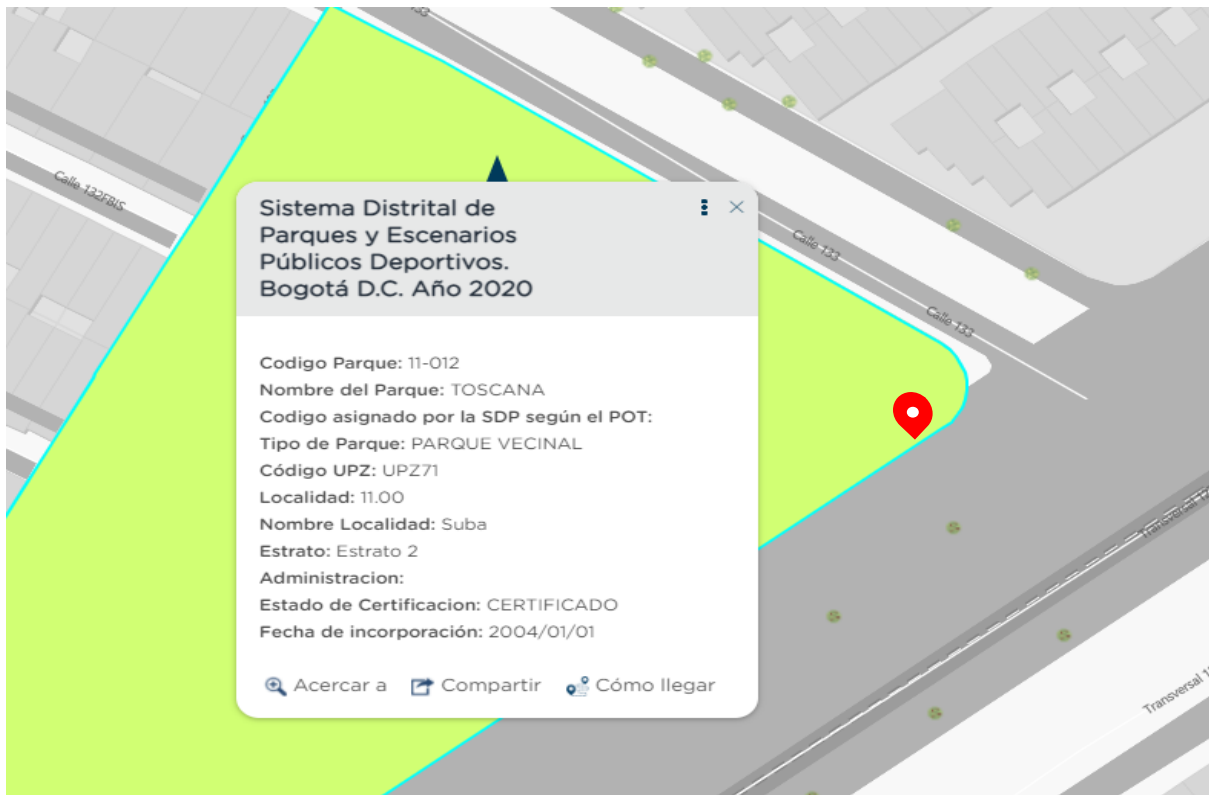 Calle 132FBIS
Sistema Distrital de
Parques y Escenarios
Públicos Deportivos.
Bogotá D.C. Año 2020
Codigo Parque: 11-012
Nombre del Parque: TOSCANA
Codigo asignado por la SDP según el POT:
Tipo de Parque: PARQUE VECINAL
Código UPZ: UPZ71
Localidad: 11.00
Nombre Localidad: Suba
Estrato: Estrato 2
Administracion:
Estado de Certificacion: CERTIFICADO
Fecha de incorporación: 2004/01/01
Acercar a
Compartir
Cómo llegar
Calle 133
Calle 133
Transversal
Transversal